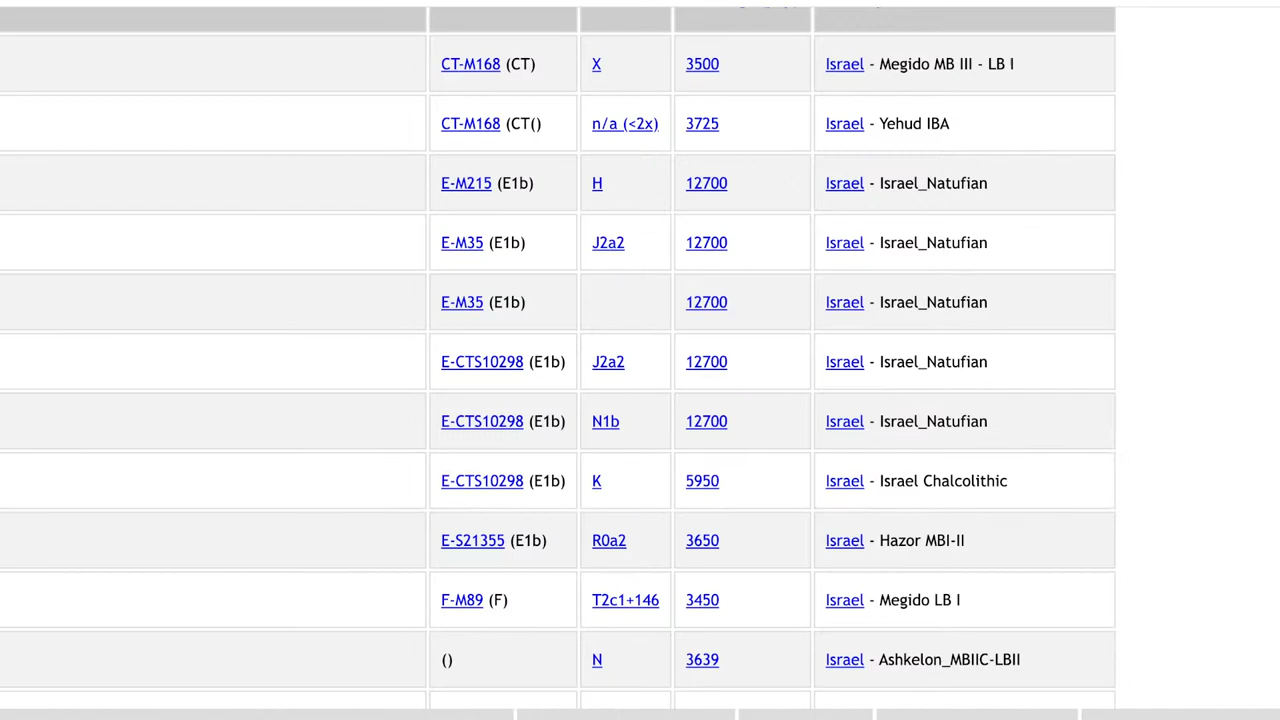 CT-M168 (CT) X 3500 Israel - Megido MB III - LB I
CT-M168 (CT() n/a (<2x) 3725 Israel - Yehud IBA
E-M215 (E1b) H 12700 Israel - Israel_Natufian
E-M35 (E1b) J2a2 12700 Israel - Israel_Natufian
E-M35 (E1b) 12700 Israel - Israel_Natufian
E-CTS10298 (E1b) J2a2 12700 Israel - Israel_Natufian
E-CTS10298 (E1b) N1b 12700 Israel - Israel_Natufian
E-CTS10298 (E1b) K 5950 Israel - Israel Chalcolithic
E-S21355 (E1b) R0a2 3650 Israel - Hazor MBI-II
F-M89 (F) T2c1+146 3450 Israel - Megido LB I
() N 3639 Israel - Ashkelon_MBIIC-LBII